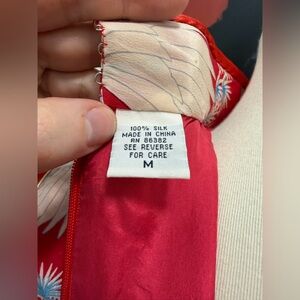 100% SILK
MADE IN CHINA
RN 86382
SEE REVERSE
FOR CARE
M